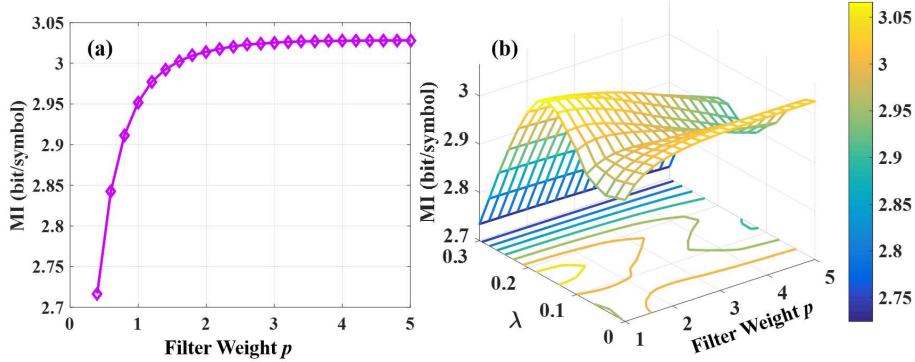 3.05
3
2.95
2.9
2.85
2.8
2.75
2.7
MI (bit/symbol)
(a)
0 1 2 3 4 5
Filter Weight p
(b)
3
2.9
2.8
2.7
MI (bit/symbol)
0.3
0.2
0.1
0
λ
1 2 3 4 5
Filter Weight p
3.05
3
2.95
2.9
2.85
2.8
2.75